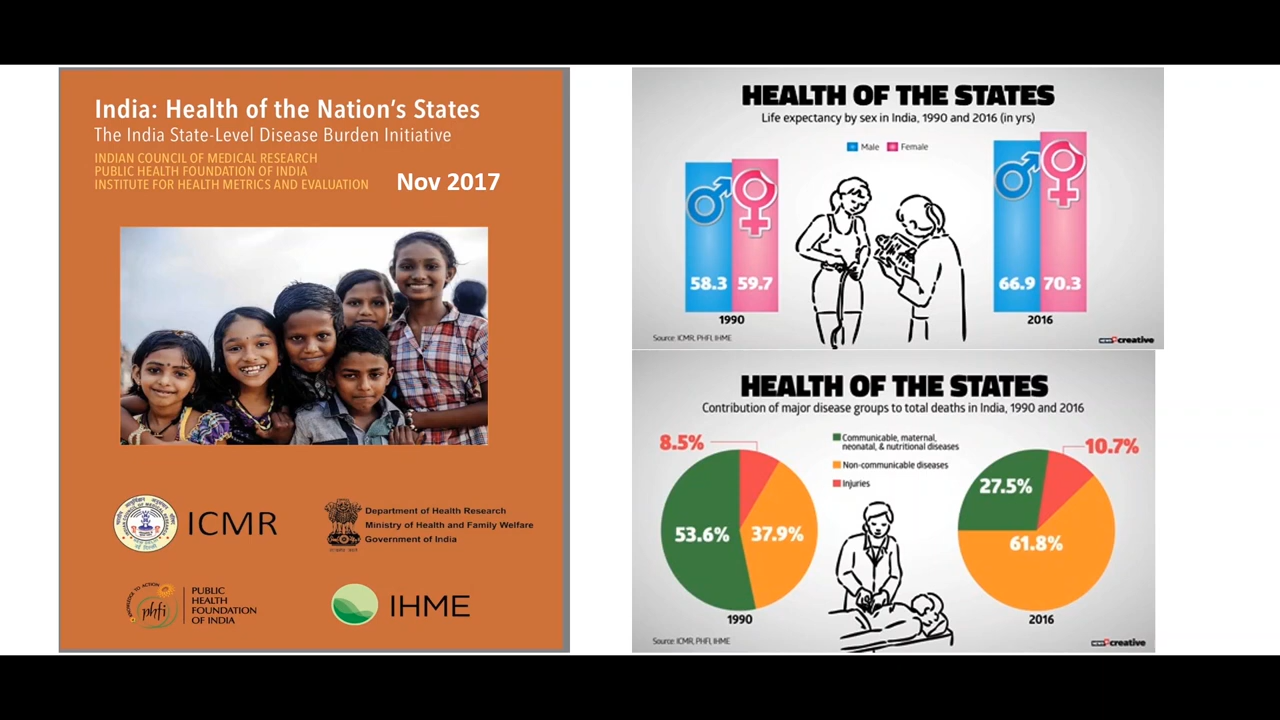 India: Health of the Nation's States
The India State-Level Disease Burden Initiative
INDIAN COUNCIL OF MEDICAL RESEARCH
PUBLIC HEALTH FOUNDATION OF INDIA
INSTITUTE FOR HEALTH METRICS AND EVALUATION
Nov 2017
ICMR
Department of Health Research
Ministry of Health and Family Welfare
Government of India
KNOWLEDGE TO ACTION
phfi
PUBLIC
HEALTH
FOUNDATION
OF INDIA
IHME
HEALTH OF THE STATES
Life expectancy by sex in India, 1990 and 2016 (in yrs)
Male Female
58.3 59.7
66.9 70.3
1990
2016
Source: ICMR, PHFI, IHME
creative
HEALTH OF THE STATES
Contribution of major disease groups to total deaths in India, 1990 and 2016
8.5%
Communicable, maternal,
neonatal, & nutritional diseases
Non-communicable diseases
Injuries
10.7%
27.5%
53.6% 37.9%
61.8%
1990
2016
Source: ICMR, PHFI, IHME
creative